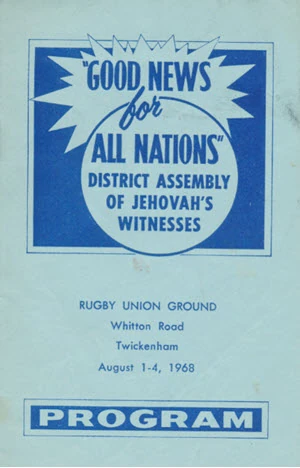 "GOOD NEWS
for
ALL NATIONS"
DISTRICT ASSEMBLY
OF JEHOVAH'S
WITNESSES
RUGBY UNION GROUND
Whitton Road
Twickenham
August 1-4, 1968
PROGRAM